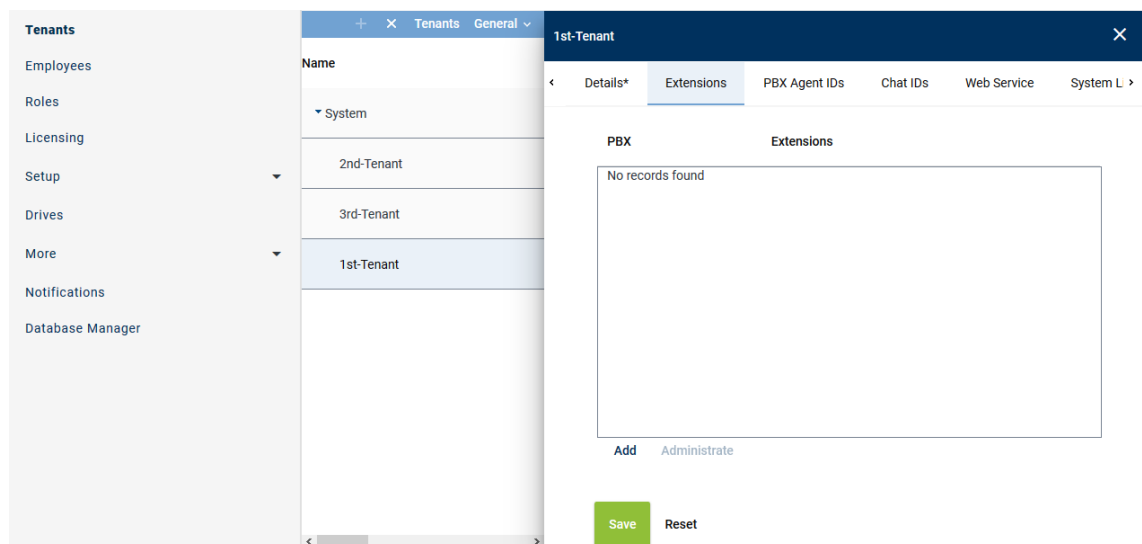 Tenants
Employees
Roles
Licensing
Setup
Drives
More
Notifications
Database Manager
Tenants General
Name
System
2nd-Tenant
3rd-Tenant
1st-Tenant
1st-Tenant
Details* Extensions PBX Agent IDs Chat IDs Web Service System
PBX Extensions
No records found
Add Administrate
Save Reset